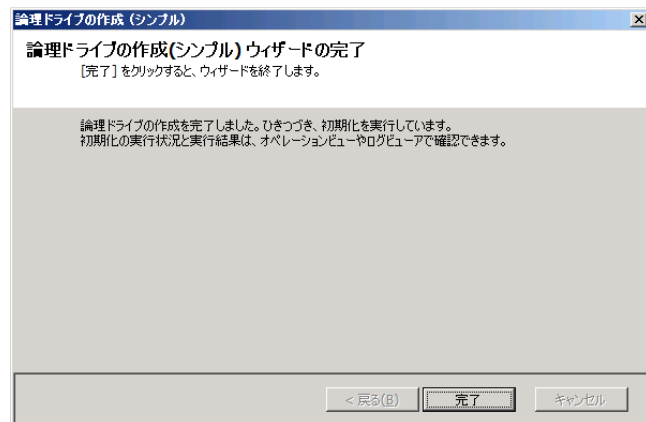 論理ドライブの作成 (シンプル)
論理ドライブの作成(シンプル) ウィザードの完了
[完了] をクリックすると、ウィザードを終了します。
論理ドライブの作成を完了しました。ひきつづき、初期化を実行しています。
初期化の実行状況と実行結果は、オペレーションビューやログビューアで確認できます。
< 戻る(B) 完了 キャンセル